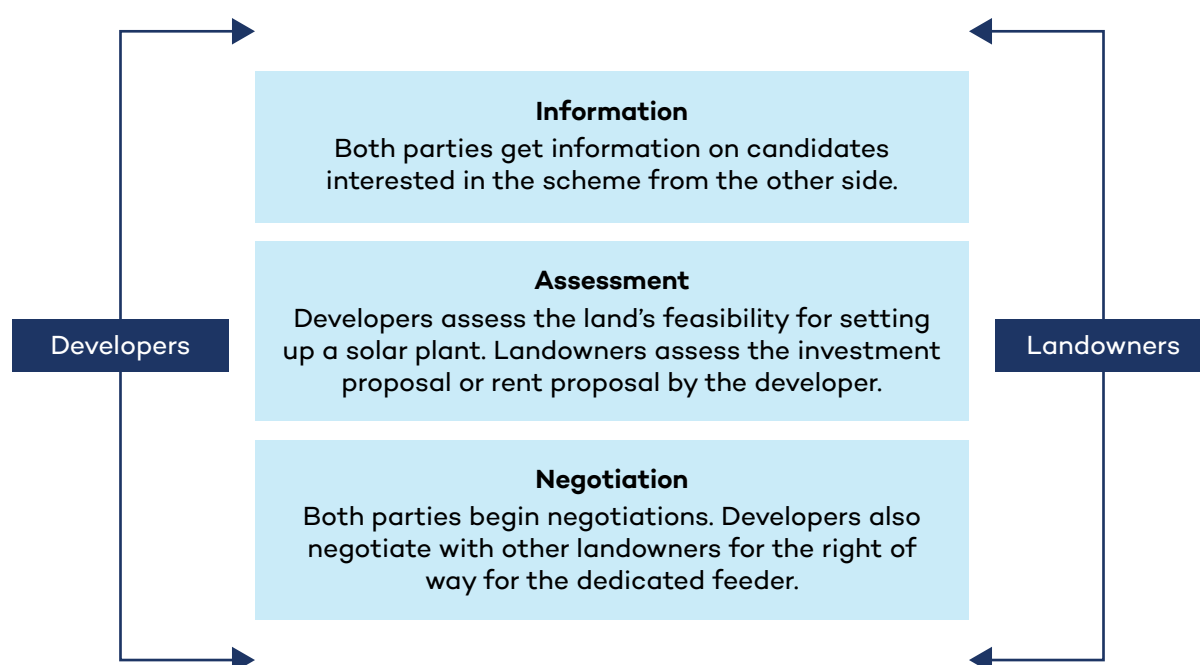 Information
Both parties get information on candidates
interested in the scheme from the other side.
Assessment
Developers assess the land’s feasibility for setting
up a solar plant. Landowners assess the investment
proposal or rent proposal by the developer.
Developers
Landowners
Negotiation
Both parties begin negotiations. Developers also
negotiate with other landowners for the right of
way for the dedicated feeder.